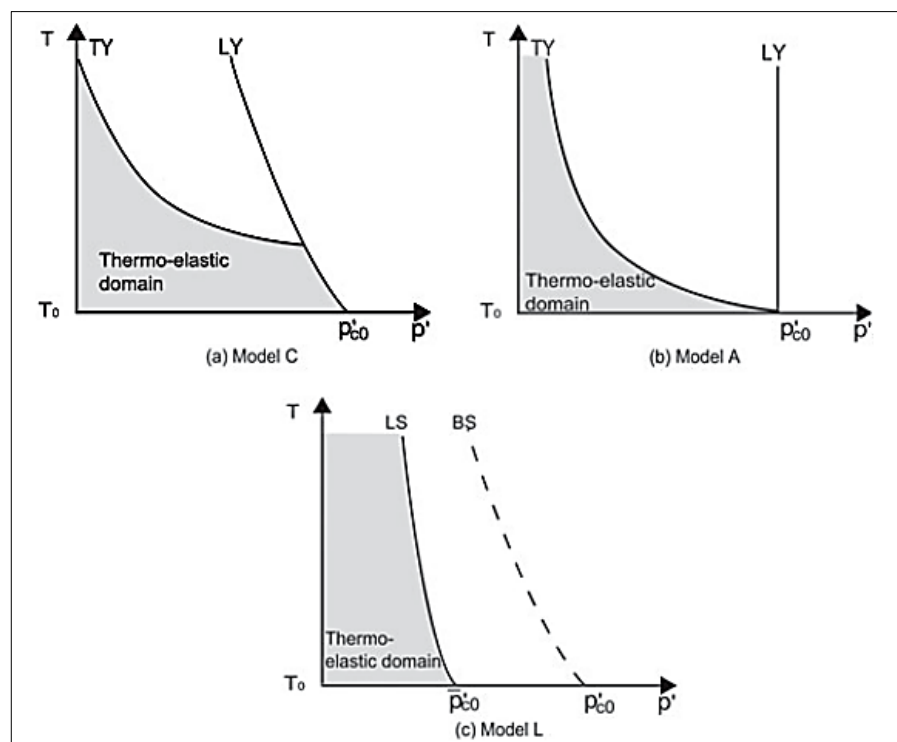 T
TY
LY
Thermo-elastic
domain
T₀
p'c0
p'
(a) Model C
T
TY
LY
Thermo-elastic
domain
T₀
p'c0
p'
(b) Model A
T
LS
BS
Thermo-
elastic domain
T₀
p̄'c0
p'c0
p'
(c) Model L